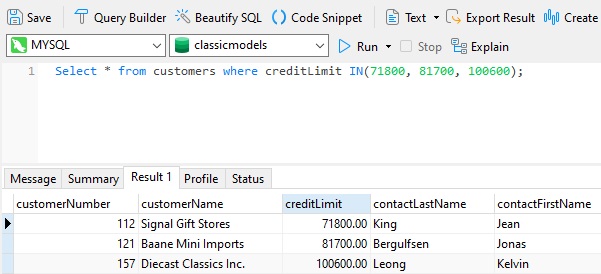 Save Query Builder Beautify SQL () Code Snippet Text Export Result Create
MYSQL classicmodels Run Stop Explain
1 Select * from customers where creditLimit IN(71800, 81700, 100600);
Message Summary Result 1 Profile Status
customerNumber customerName creditLimit contactLastName contactFirstName
112 Signal Gift Stores 71800.00 King Jean
121 Baane Mini Imports 81700.00 Bergulfsen Jonas
157 Diecast Classics Inc. 100600.00 Leong Kelvin